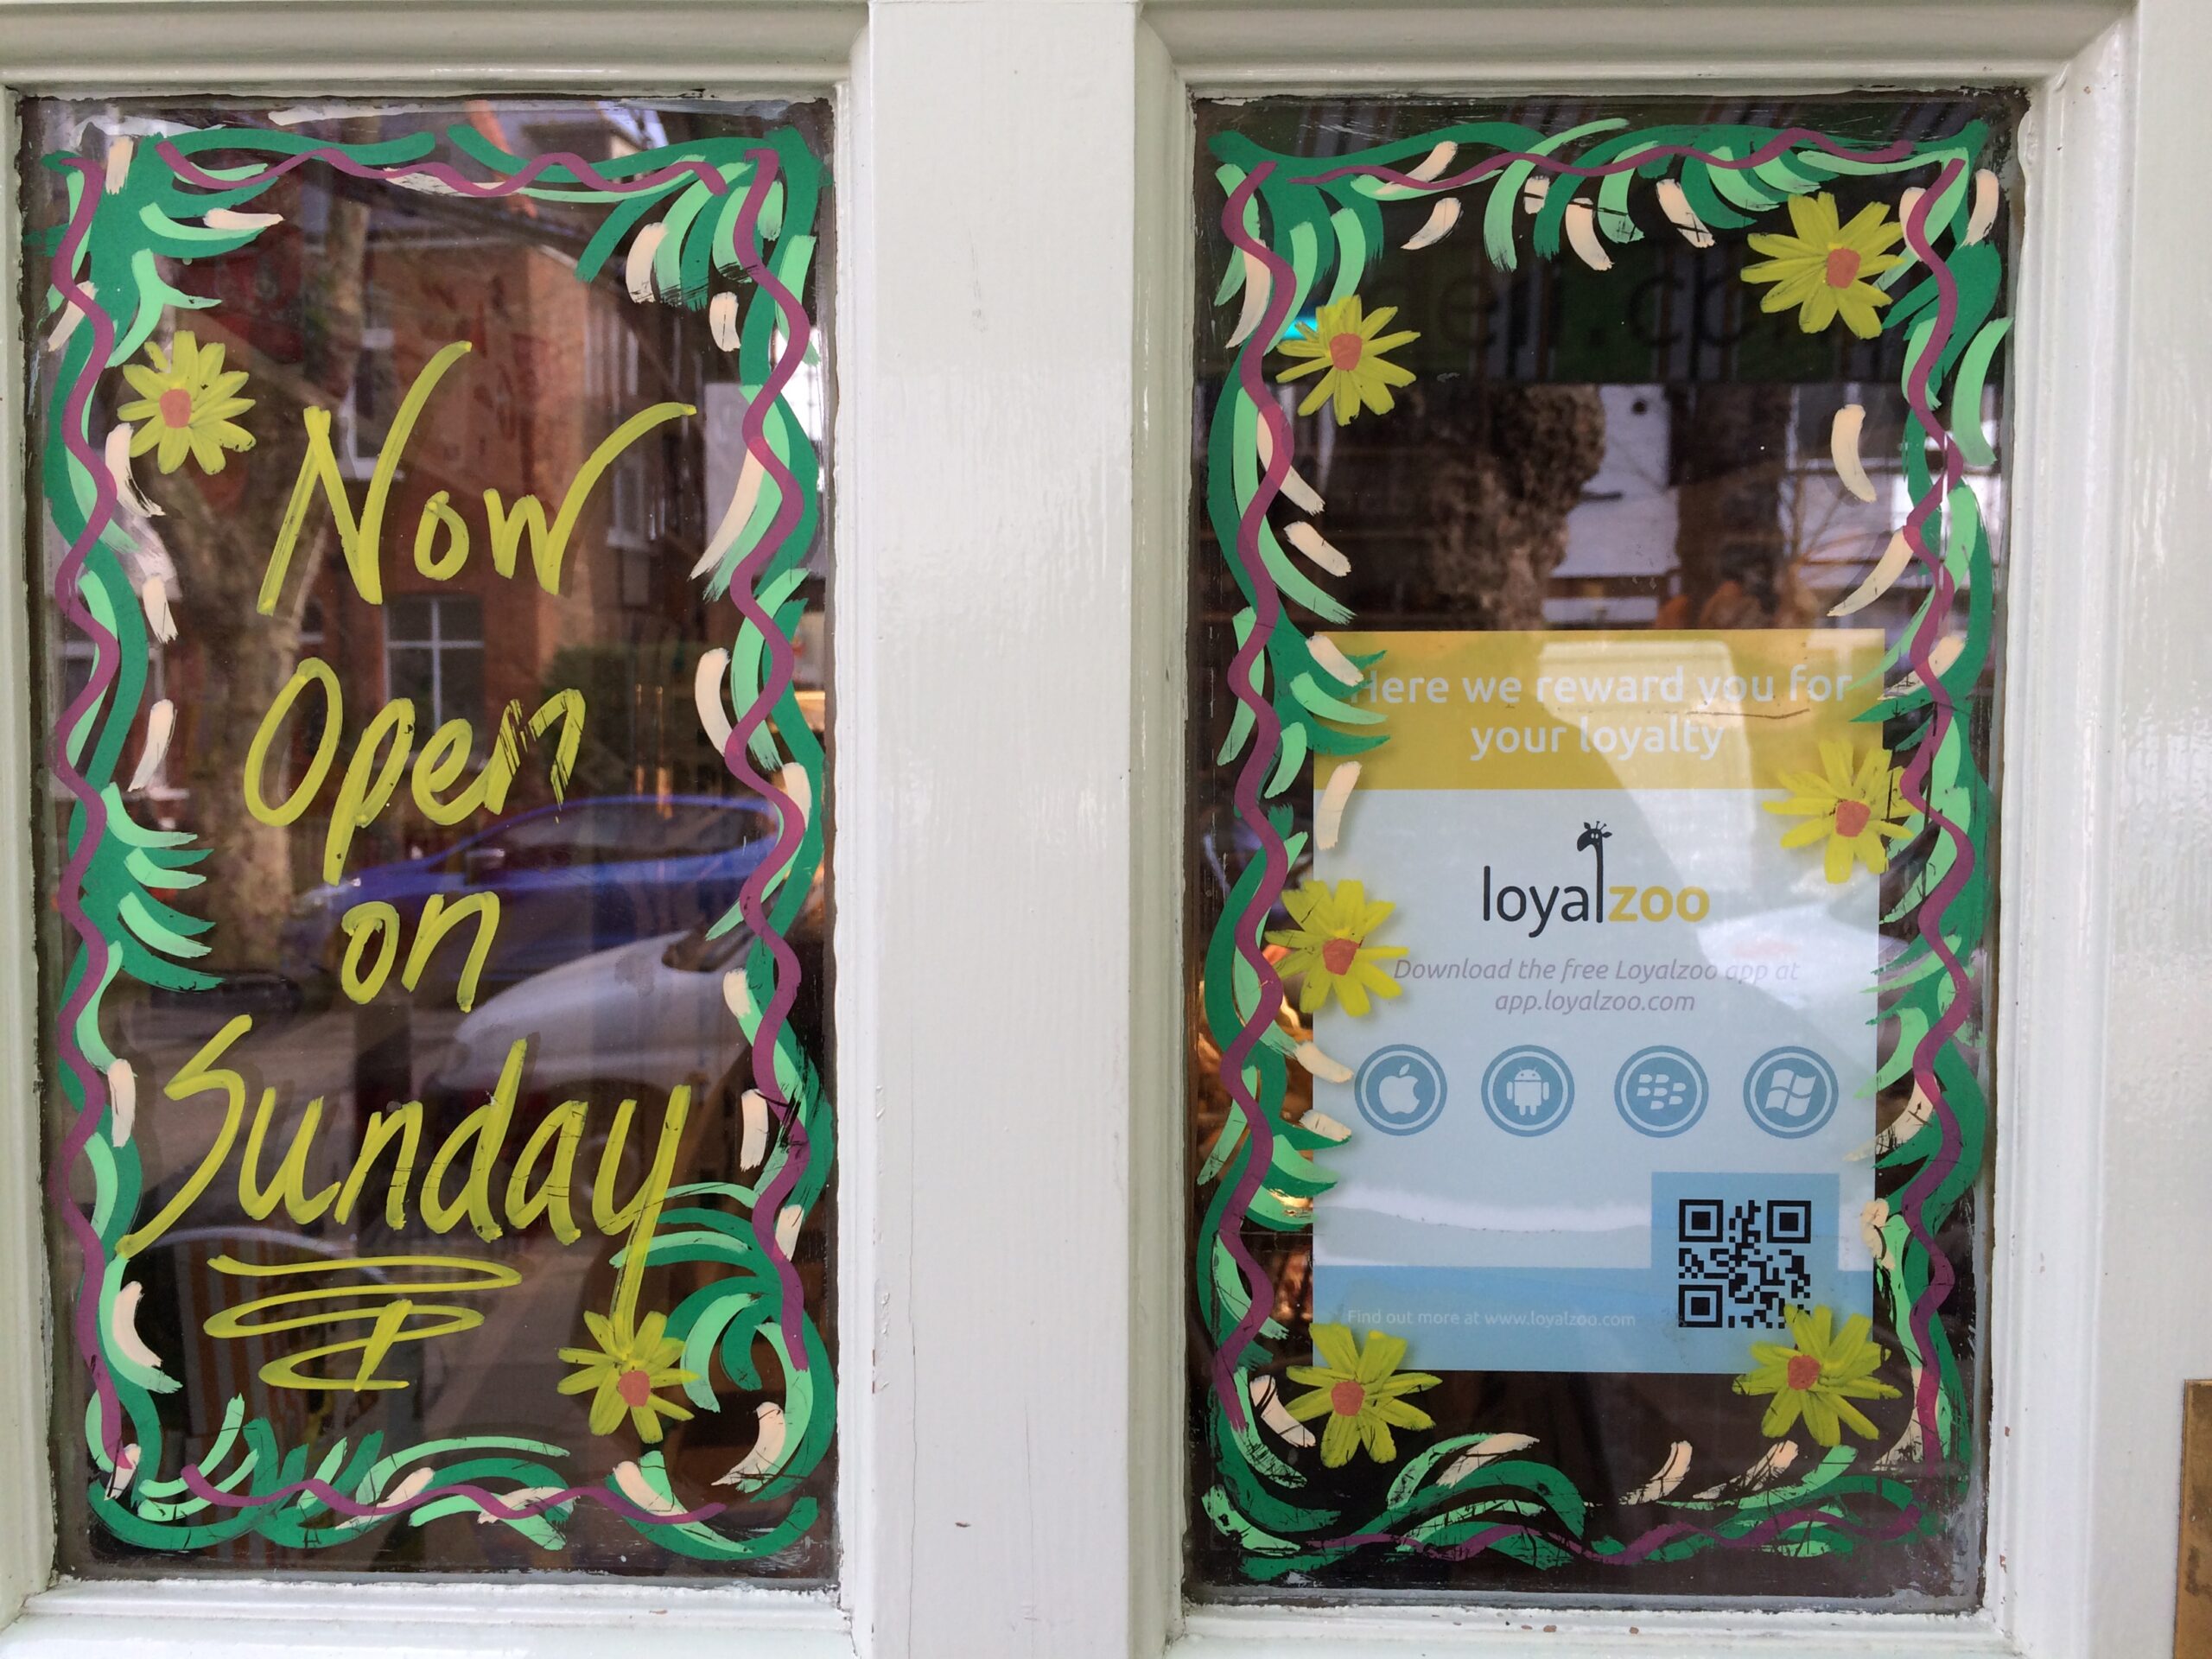 Now
Open
on
Sunday
Here we reward you for
your loyalty
loyalzoo
Download the free Loyalzoo app at
app.loyalzoo.com
Find out more at www.loyalzoo.com